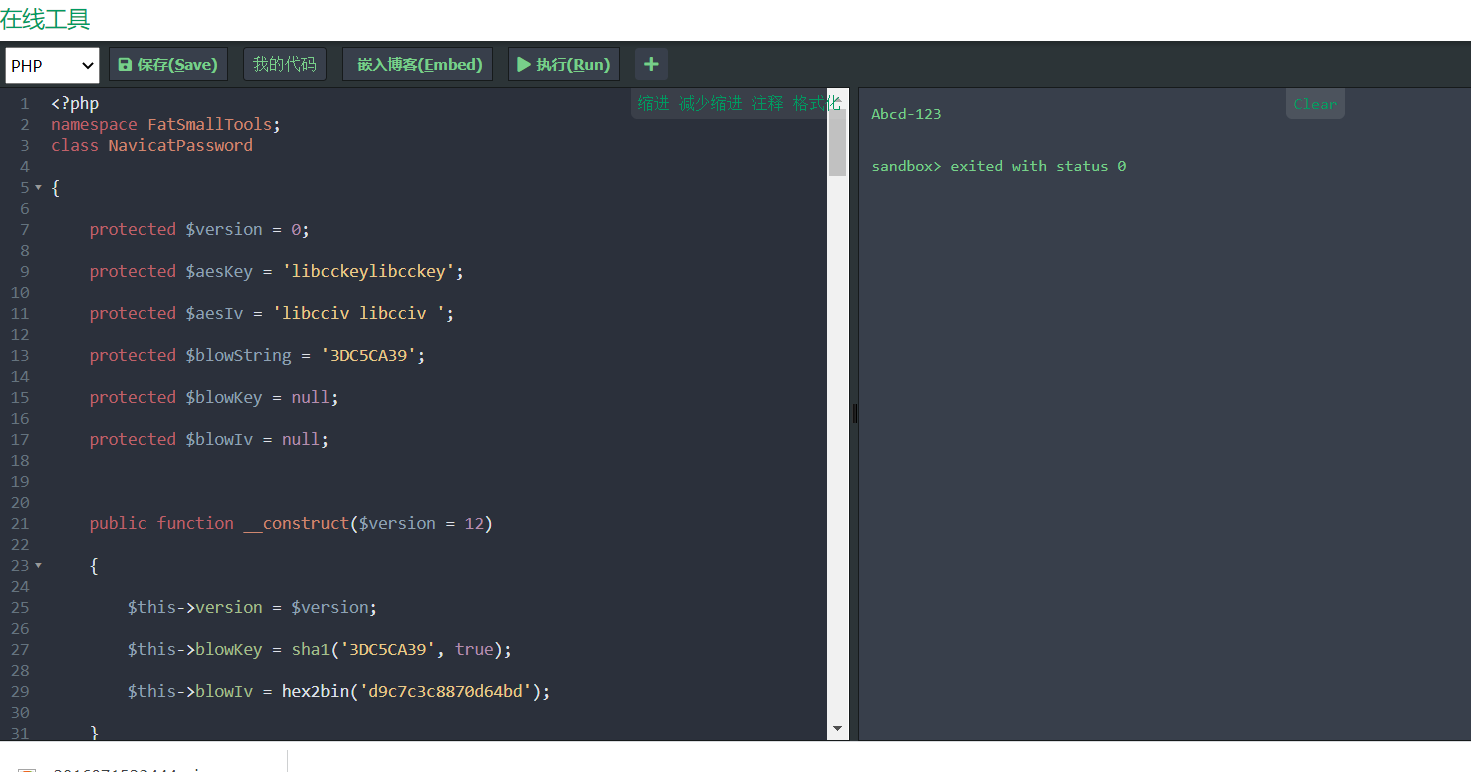 在线工具
PHP 保存(Save) 我的代码 嵌入博客(Embed) 执行(Run) +
缩进 减少缩进 注释 格式化
1 <?php
2 namespace FatSmallTools;
3 class NavicatPassword
4
5 {
6
7 protected $version = 0;
8
9 protected $aesKey = 'libcckeylibcckey';
10
11 protected $aesIv = 'libcciv libcciv ';
12
13 protected $blowString = '3DC5CA39';
14
15 protected $blowKey = null;
16
17 protected $blowIv = null;
18
19
20
21 public function __construct($version = 12)
22
23 {
24
25 $this->version = $version;
26
27 $this->blowKey = sha1('3DC5CA39', true);
28
29 $this->blowIv = hex2bin('d9c7c3c8870d64bd');
30
31 }
Clear
Abcd-123
sandbox> exited with status 0